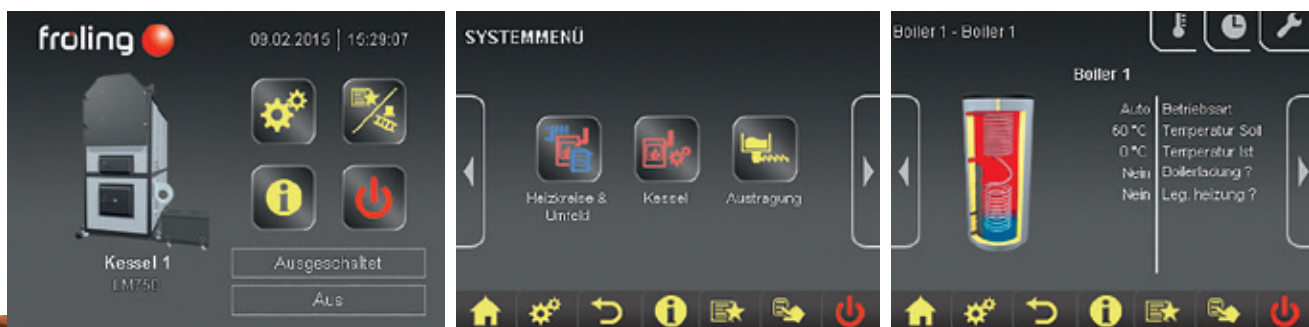 froling
09.02.2015 | 15:29:07
Kessel 1
LM750
Ausgeschaltet
Aus
SYSTEMMENÜ
Heizkreise & Umfeld
Kessel
Austragung
Boiler 1 - Boiler 1
Boiler 1
Auto Betriebsart
60 °C Temperatur Soll
0 °C Temperatur Ist
Nein Boilerladung ?
Nein Leg. heizung ?